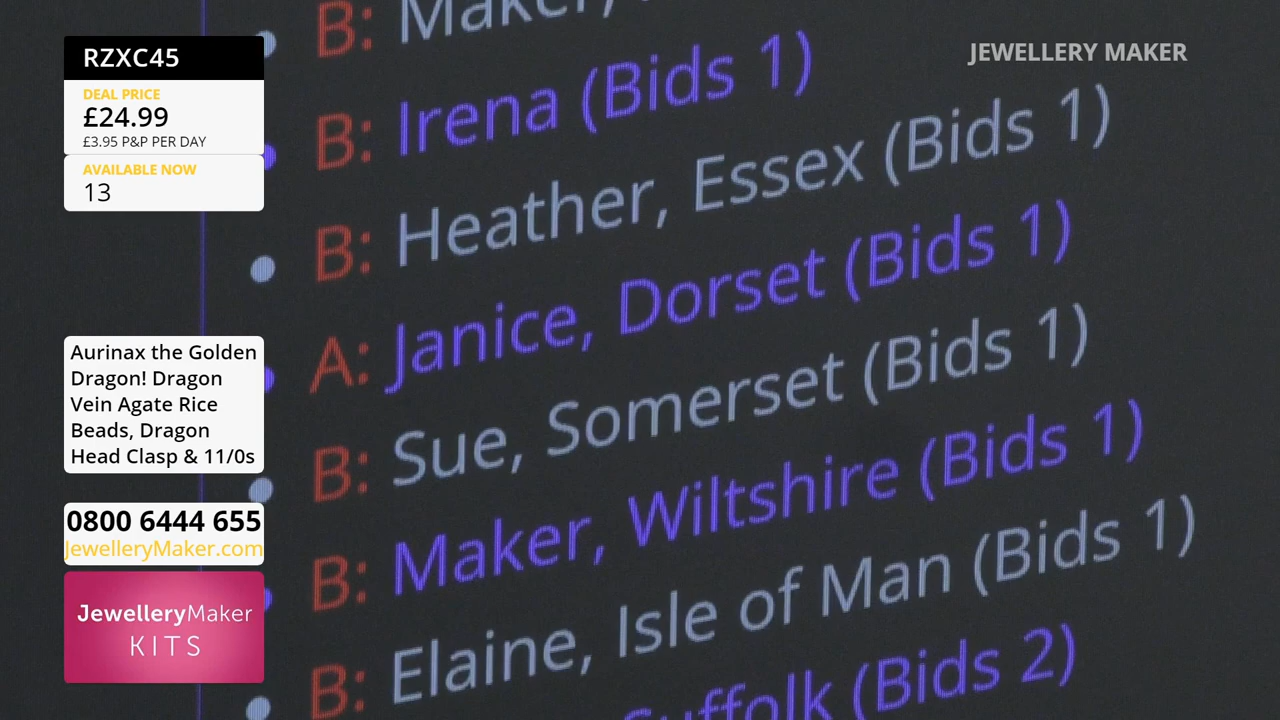 RZXC45
DEAL PRICE
£24.99
£3.95 P&P PER DAY
AVAILABLE NOW
13
Aurinax the Golden
Dragon! Dragon
Vein Agate Rice
Beads, Dragon
Head Clasp & 11/0s
0800 6444 655
JewelleryMaker.com
JewelleryMaker
KITS
JEWELLERY MAKER
B: Maker,
B: Irena (Bids 1)
B: Heather, Essex (Bids 1)
A: Janice, Dorset (Bids 1)
B: Sue, Somerset (Bids 1)
B: Maker, Wiltshire (Bids 1)
B: Elaine, Isle of Man (Bids 1)
Suffolk (Bids 2)